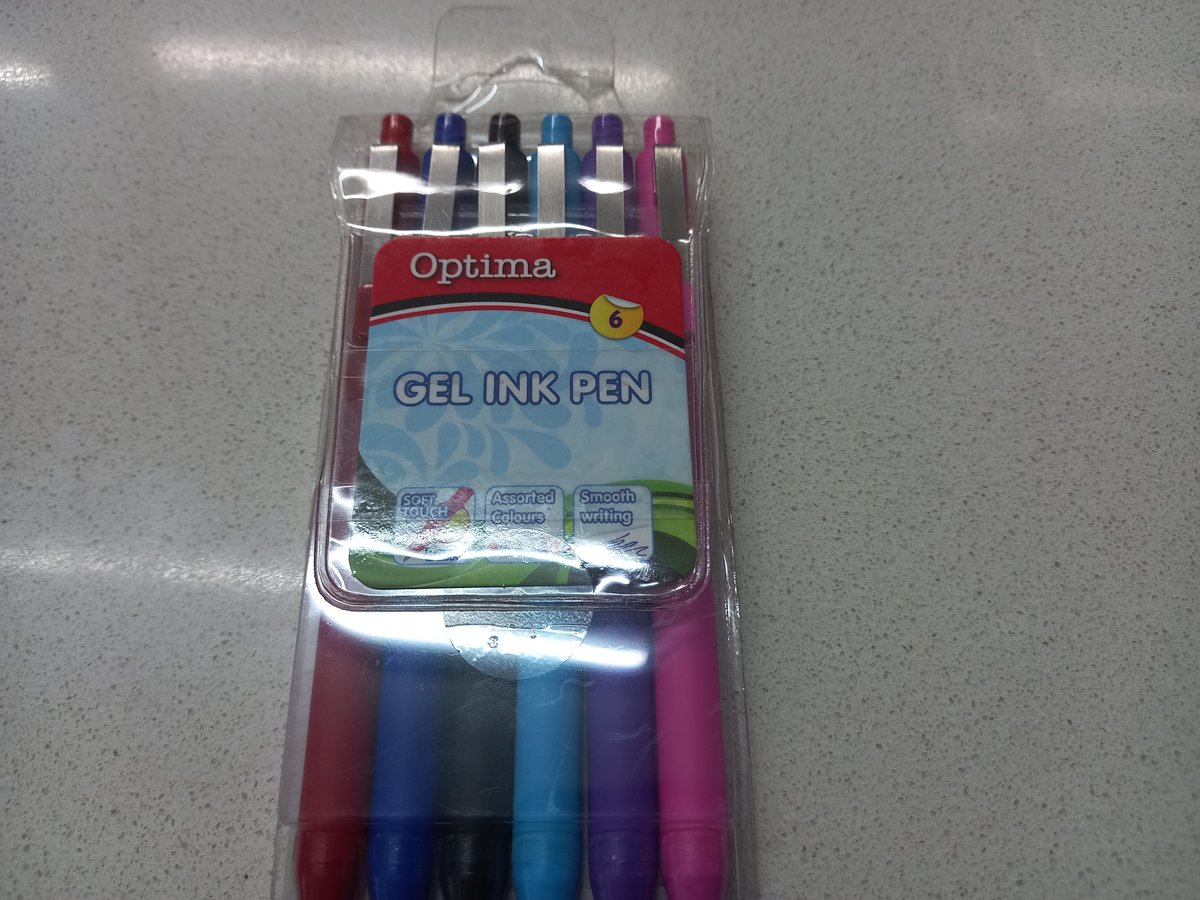 Optima
6
GEL INK PEN
SOFT
TOUCH
Assorted
Colours
Smooth
writing